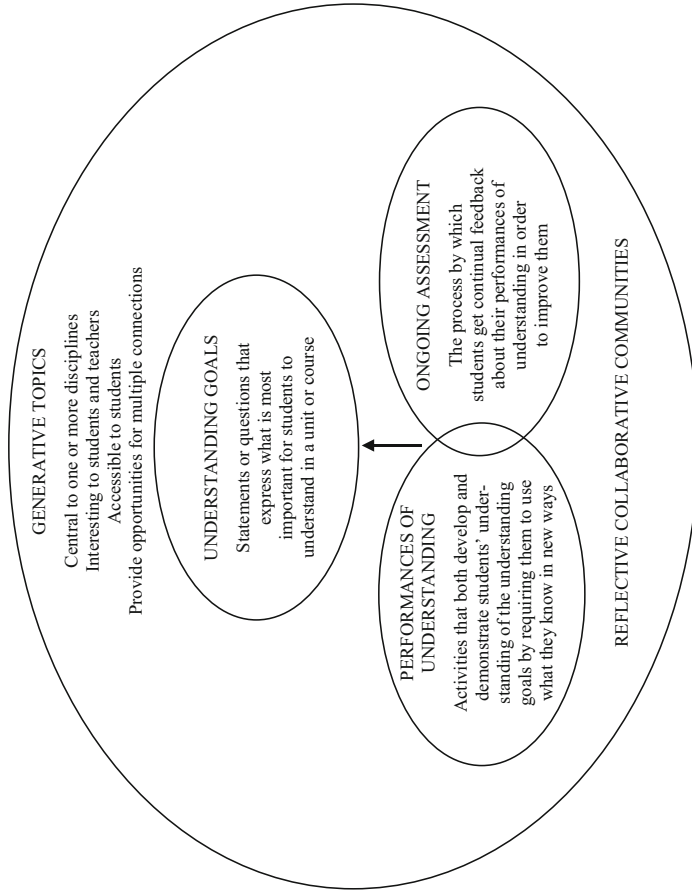 GENERATIVE TOPICS
Central to one or more disciplines
Interesting to students and teachers
Accessible to students
Provide opportunities for multiple connections
UNDERSTANDING GOALS
Statements or questions that
express what is most
important for students to
understand in a unit or course
PERFORMANCES OF
UNDERSTANDING
Activities that both develop and
demonstrate students’ under-
standing of the understanding
goals by requiring them to use
what they know in new ways
ONGOING ASSESSMENT
The process by which
students get continual feedback
about their performances of
understanding in order
to improve them
REFLECTIVE COLLABORATIVE COMMUNITIES